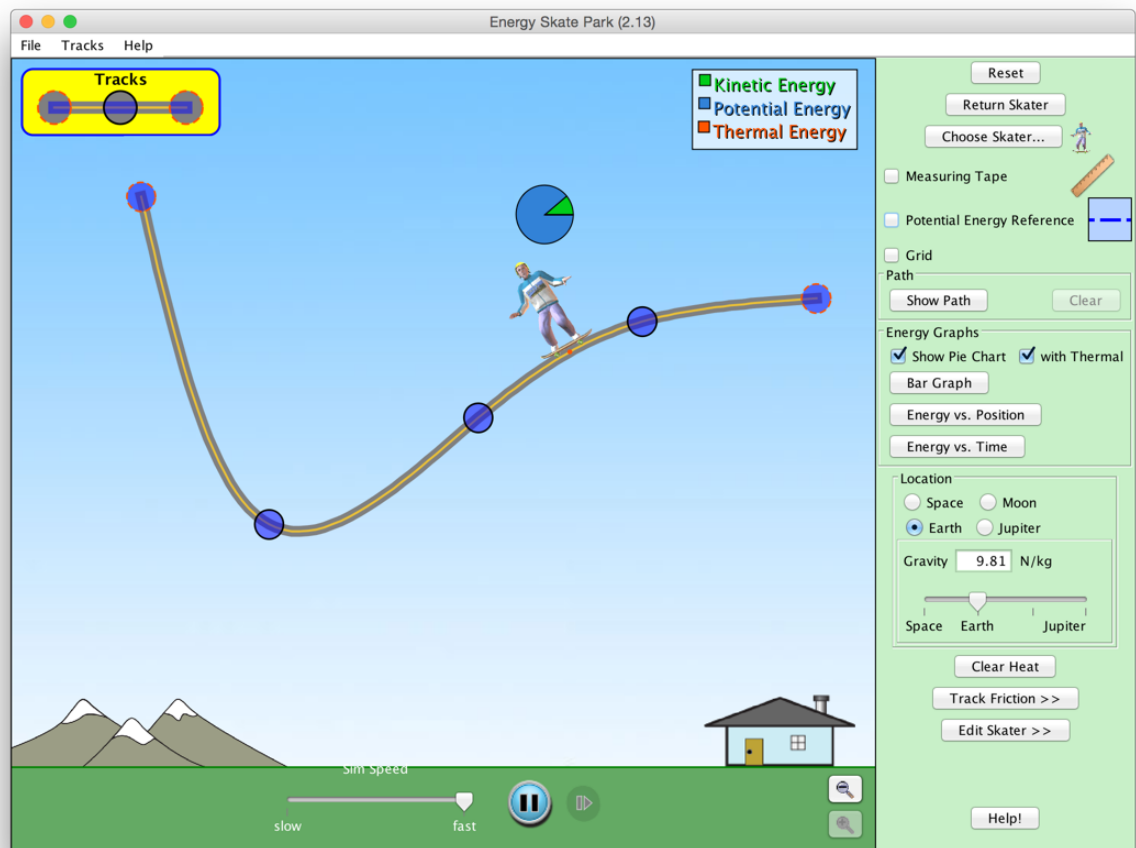 Energy Skate Park (2.13)
File Tracks Help
Tracks
Kinetic Energy
Potential Energy
Thermal Energy
Reset
Return Skater
Choose Skater...
Measuring Tape
Potential Energy Reference
Grid
Path
Show Path Clear
Energy Graphs
Show Pie Chart with Thermal
Bar Graph
Energy vs. Position
Energy vs. Time
Location
Space Moon
Earth Jupiter
Gravity 9.81 N/kg
Space Earth Jupiter
Clear Heat
Track Friction >>
Edit Skater >>
Help!
Sim Speed
slow fast